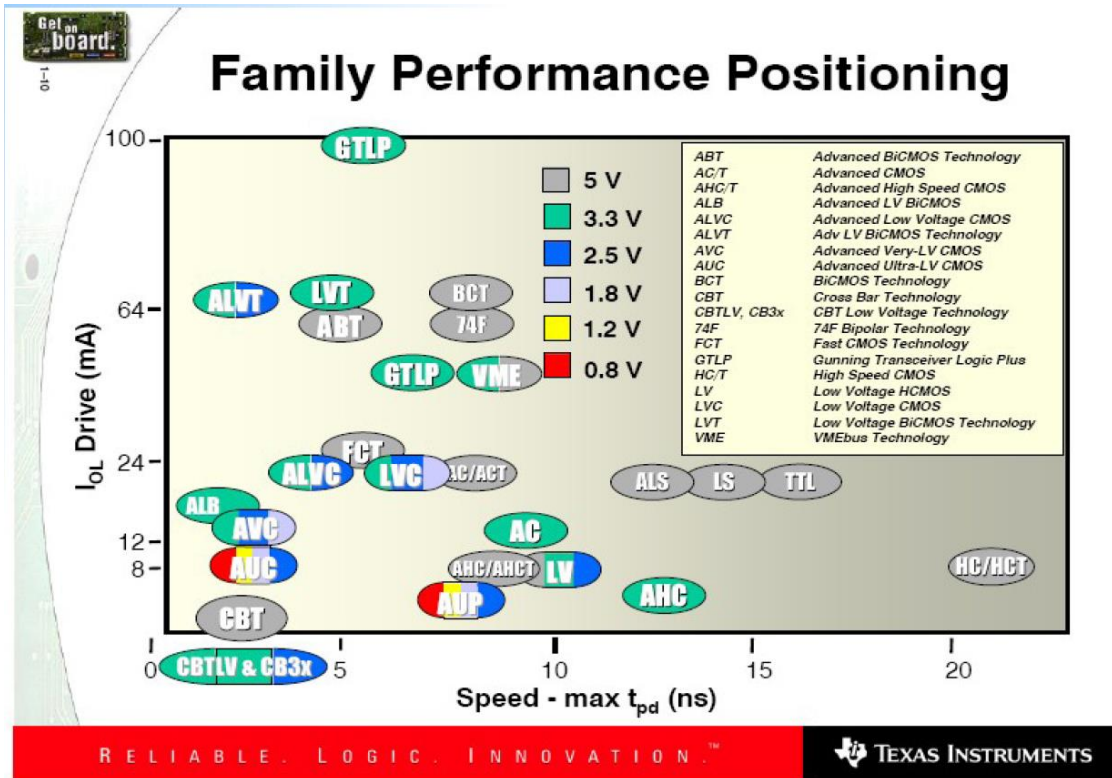 Get on
board.
1-10
Family Performance Positioning
100
64
24
12
8
I_OL Drive (mA)
GTLP
ALVT
LVT
ABT
BCT
74F
GTLP
VME
FCT
ALVC
LVC
AC/ACT
ALS
LS
TTL
ALB
AVC
AC
AUC
AHC/AHCT
LV
HC/HCT
AUP
AHC
CBT
CBTLV & CB3x
5 V
3.3 V
2.5 V
1.8 V
1.2 V
0.8 V
ABT Advanced BiCMOS Technology
AC/T Advanced CMOS
AHC/T Advanced High Speed CMOS
ALB Advanced LV BiCMOS
ALVC Advanced Low Voltage CMOS
ALVT Adv LV BiCMOS Technology
AVC Advanced Very-LV CMOS
AUC Advanced Ultra-LV CMOS
BCT BiCMOS Technology
CBT Cross Bar Technology
CBTLV, CB3x CBT Low Voltage Technology
74F 74F Bipolar Technology
FCT Fast CMOS Technology
GTLP Gunning Transceiver Logic Plus
HC/T High Speed CMOS
LV Low Voltage HCMOS
LVC Low Voltage CMOS
LVT Low Voltage BiCMOS Technology
VME VMEbus Technology
0 5 10 15 20
Speed - max t_pd (ns)
RELIABLE. LOGIC. INNOVATION.™
TEXAS INSTRUMENTS